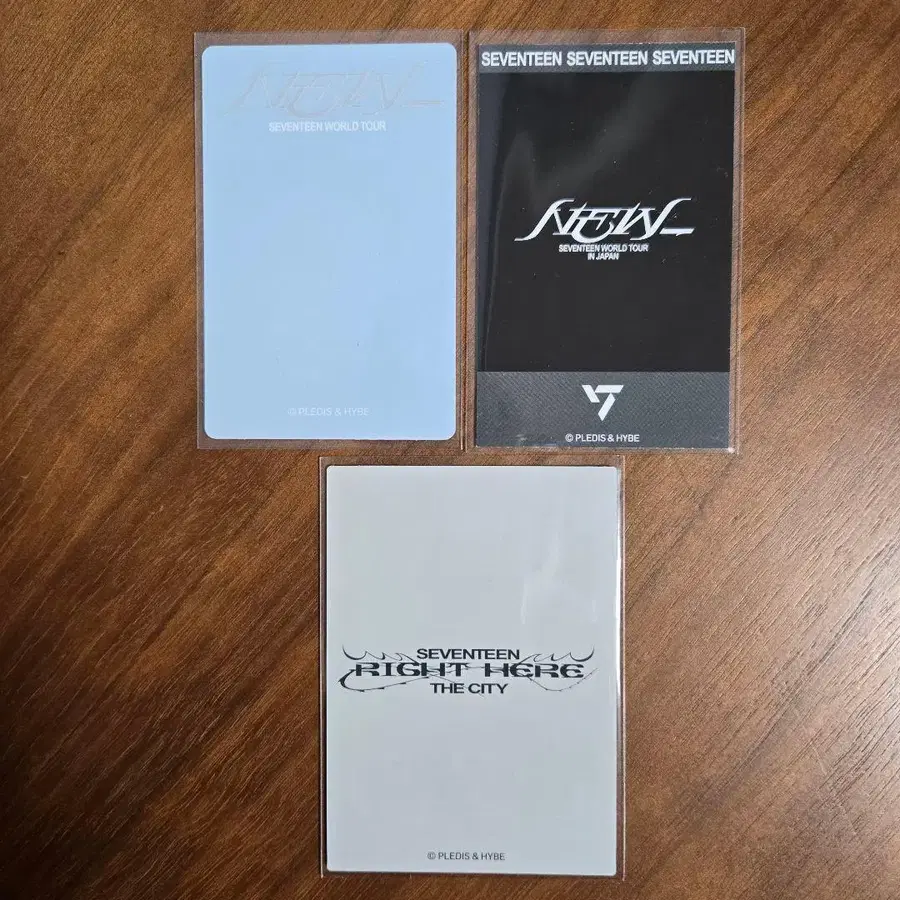 NEW_
SEVENTEEN WORLD TOUR
© PLEDIS & HYBE
SEVENTEEN SEVENTEEN SEVENTEEN
NEW_
SEVENTEEN WORLD TOUR
IN JAPAN
© PLEDIS & HYBE
SEVENTEEN
RIGHT HERE
THE CITY
© PLEDIS & HYBE